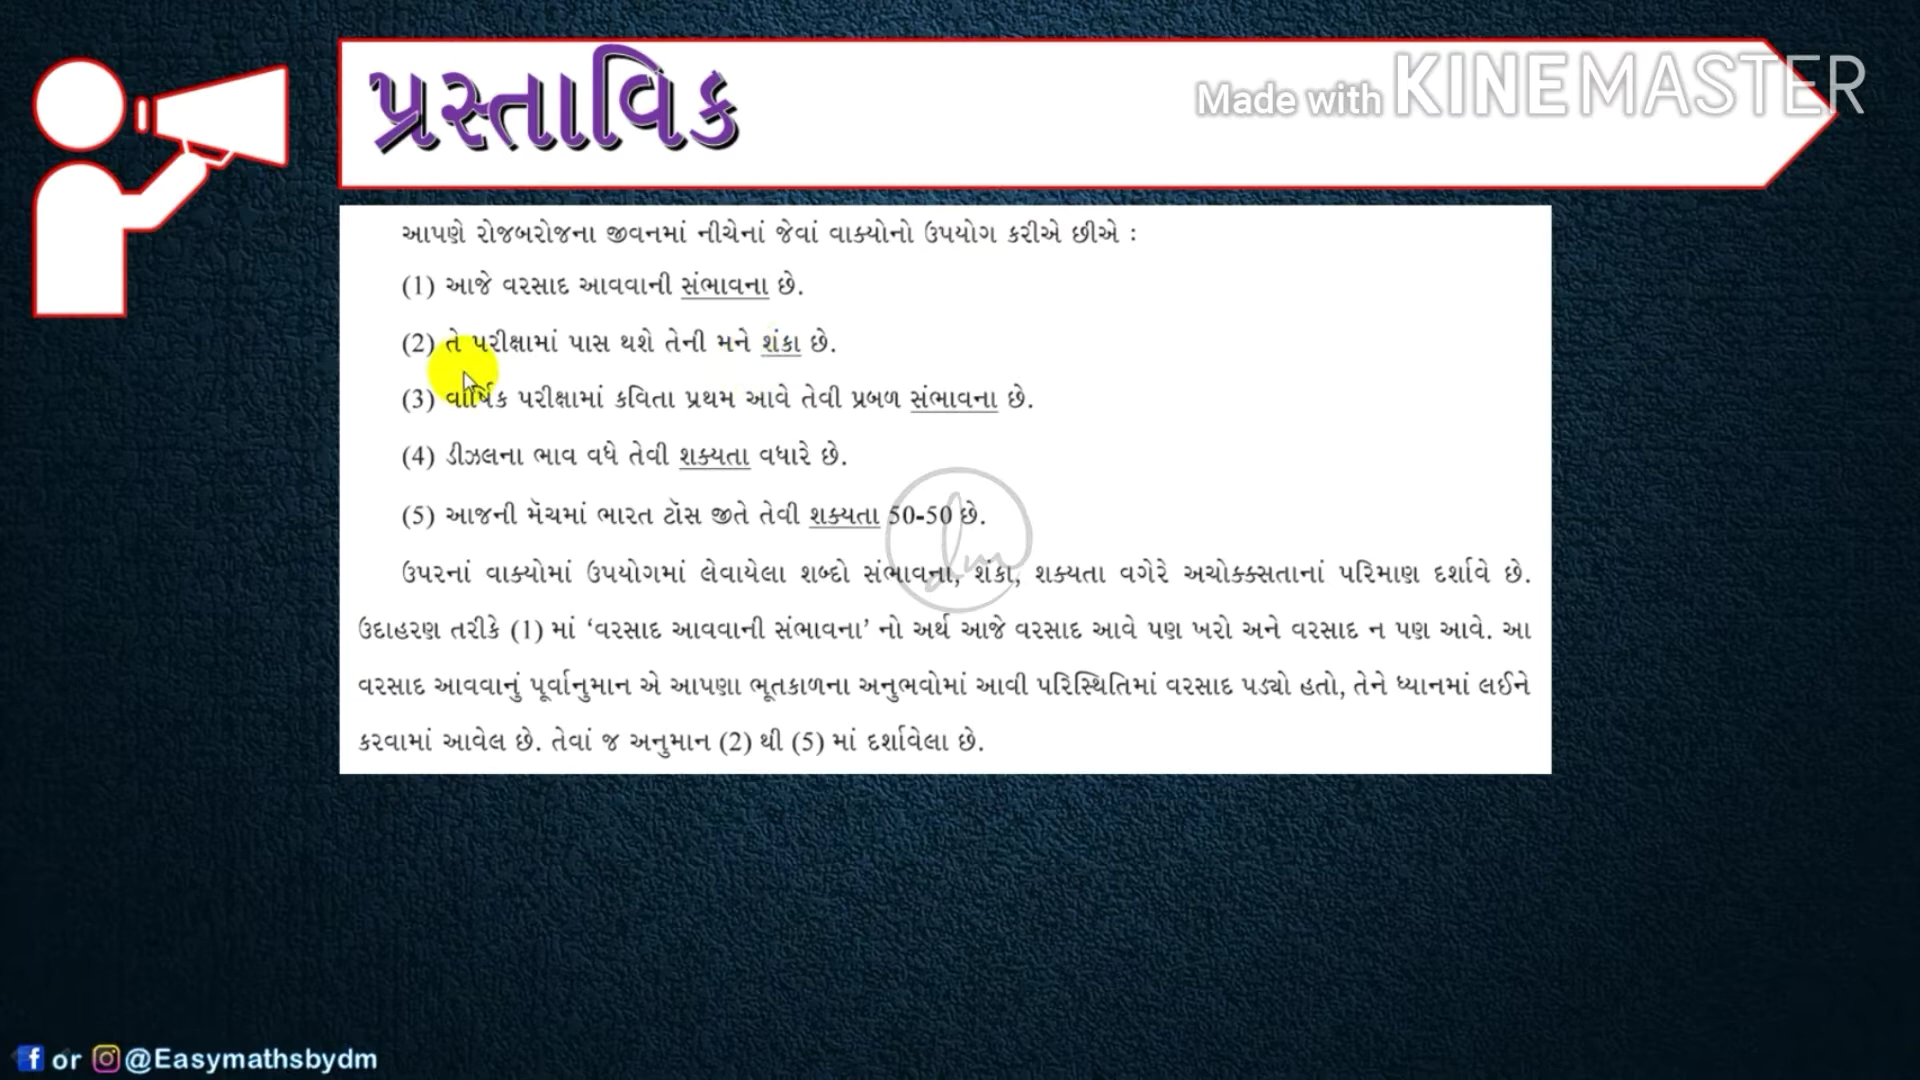 પ્રસ્તાવિક
Made with KINEMASTER
આપણે રોજબરોજના જીવનમાં નીચેનાં જેવાં વાક્યોનો ઉપયોગ કરીએ છીએ :
(1) આજે વરસાદ આવવાની સંભાવના છે.
(2) તે પરીક્ષામાં પાસ થશે તેની મને શંકા છે.
(3) વાર્ષિક પરીક્ષામાં કવિતા પ્રથમ આવે તેવી પ્રબળ સંભાવના છે.
(4) ડીઝલના ભાવ વધે તેવી શક્યતા વધારે છે.
(5) આજની મૅચમાં ભારત ટૉસ જીતે તેવી શક્યતા 50-50 છે.
ઉપરનાં વાક્યોમાં ઉપયોગમાં લેવાયેલા શબ્દો સંભાવના, શંકા, શક્યતા વગેરે અચોક્કસતાનાં પરિમાણ દર્શાવે છે.
ઉદાહરણ તરીકે (1) માં ‘વરસાદ આવવાની સંભાવના’ નો અર્થ આજે વરસાદ આવે પણ ખરો અને વરસાદ ન પણ આવે. આ
વરસાદ આવવાનું પૂર્વાનુમાન એ આપણા ભૂતકાળના અનુભવોમાં આવી પરિસ્થિતિમાં વરસાદ પડ્યો હતો, તેને ધ્યાનમાં લઈને
કરવામાં આવેલ છે. તેવાં જ અનુમાન (2) થી (5) માં દર્શાવેલા છે.
dm
f or @Easymathsbydm